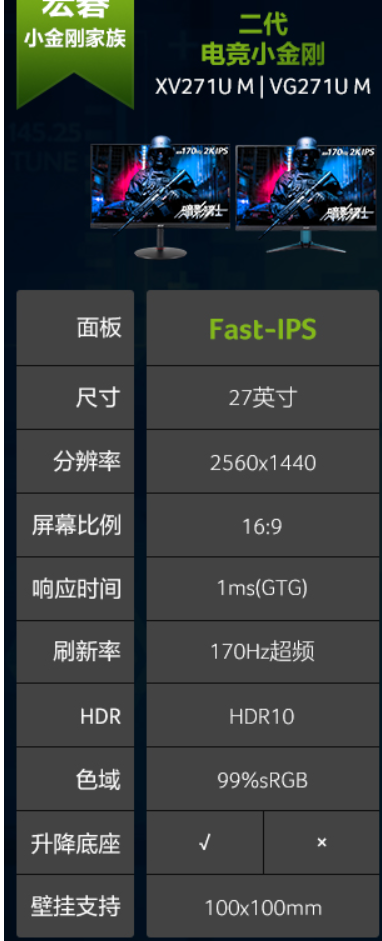 宏碁
小金刚家族
二代
电竞小金刚
XV271U M | VG271U M
145.25
TUNE
170Hz 2K IPS
暗影骑士
170Hz 2K IPS
暗影骑士
面板
Fast-IPS
尺寸
27英寸
分辨率
2560x1440
屏幕比例
16:9
响应时间
1ms(GTG)
刷新率
170Hz超频
HDR
HDR10
色域
99%sRGB
升降底座
√
×
壁挂支持
100x100mm